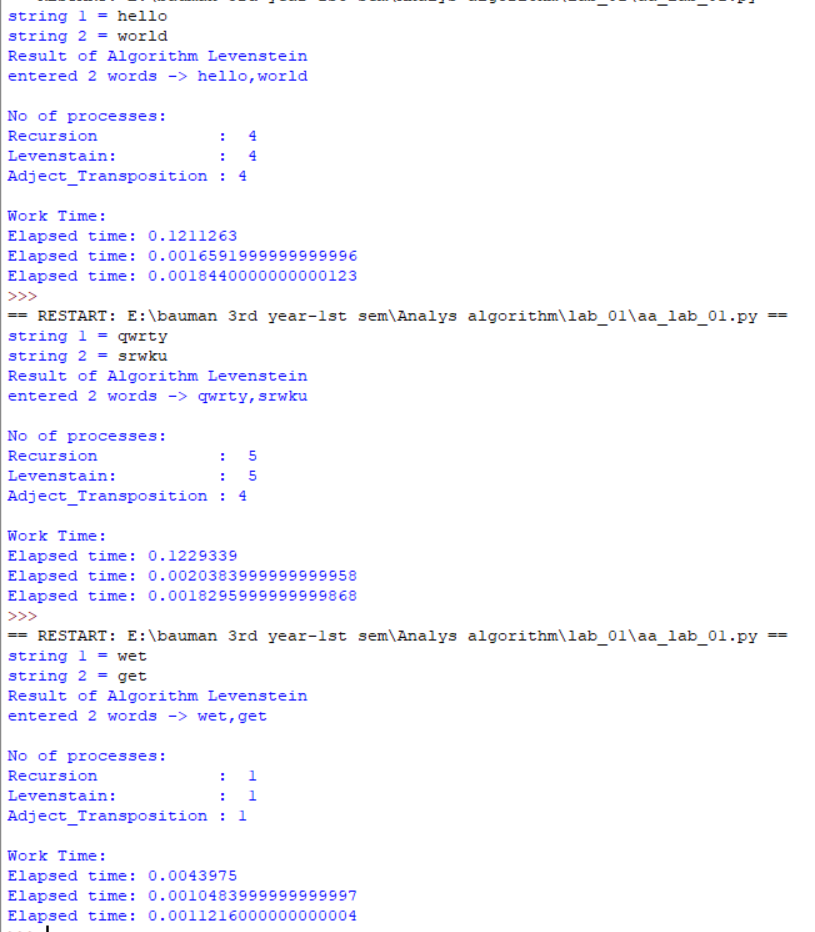 string 1 = hello
string 2 = world
Result of Algorithm Levenstein
entered 2 words -> hello,world
No of processes:
Recursion : 4
Levenstain: : 4
Adject_Transposition : 4
Work Time:
Elapsed time: 0.1211263
Elapsed time: 0.0016591999999999996
Elapsed time: 0.0018440000000000123
>>>
== RESTART: E:\bauman 3rd year-1st sem\Analys algorithm\lab_01\aa_lab_01.py ==
string 1 = qwrty
string 2 = srwku
Result of Algorithm Levenstein
entered 2 words -> qwrty,srwku
No of processes:
Recursion : 5
Levenstain: : 5
Adject_Transposition : 4
Work Time:
Elapsed time: 0.1229339
Elapsed time: 0.0020383999999999958
Elapsed time: 0.0018295999999999868
>>>
== RESTART: E:\bauman 3rd year-1st sem\Analys algorithm\lab_01\aa_lab_01.py ==
string 1 = wet
string 2 = get
Result of Algorithm Levenstein
entered 2 words -> wet,get
No of processes:
Recursion : 1
Levenstain: : 1
Adject_Transposition : 1
Work Time:
Elapsed time: 0.0043975
Elapsed time: 0.0010483999999999997
Elapsed time: 0.0011216000000000004